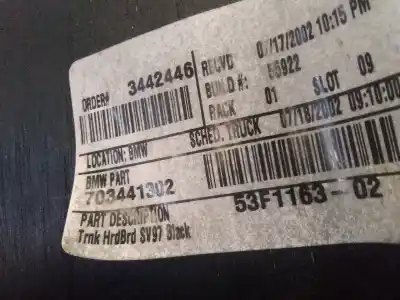 ORDER# 3442446
RECVD 07/17/2002 10:15 PM
BUILD #: 55922
RACK 01 SLOT 09
LOCATION: BMW
SCHED. TRUCK 07/18/2002 09:10:00
BMW PART
703441302
53F1163-02
PART DESCRIPTION
Trnk HrdBrd SV97 Black